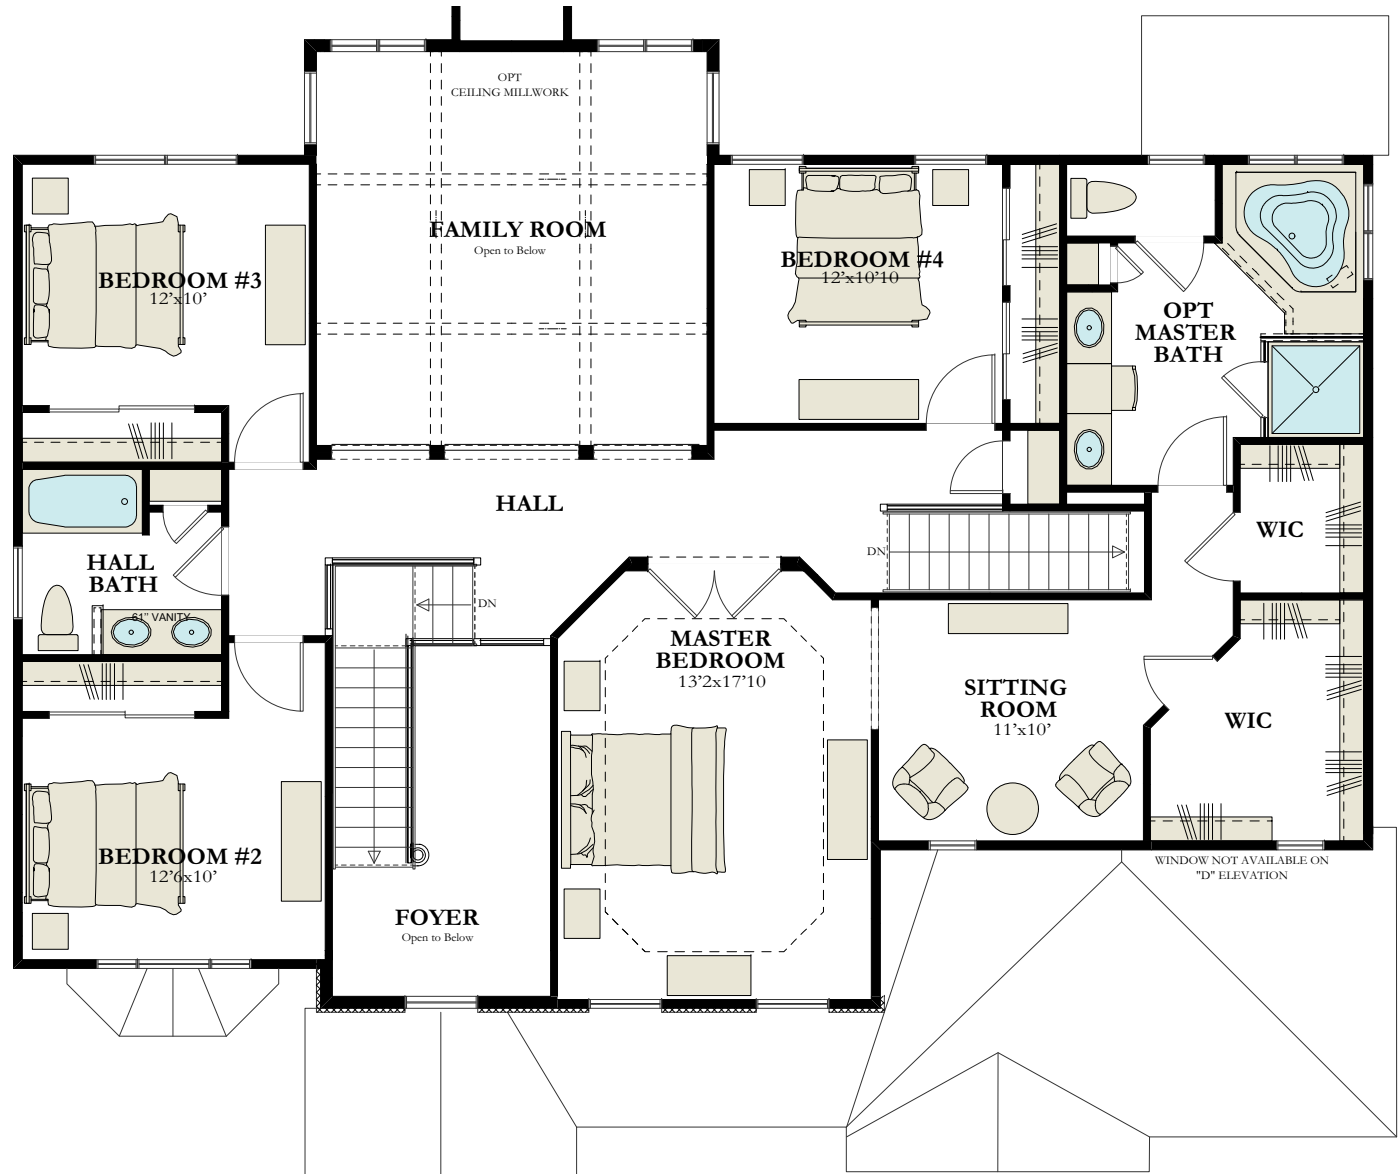 OPT
CEILING MILLWORK
FAMILY ROOM
Open to Below
BEDROOM #3
12'x10'
BEDROOM #4
12'x10'10
OPT
MASTER
BATH
HALL
WIC
HALL
BATH
61" VANITY
DN
DN
MASTER
BEDROOM
13'2x17'10
SITTING
ROOM
11'x10'
WIC
BEDROOM #2
12'6x10'
FOYER
Open to Below
WINDOW NOT AVAILABLE ON
"D" ELEVATION